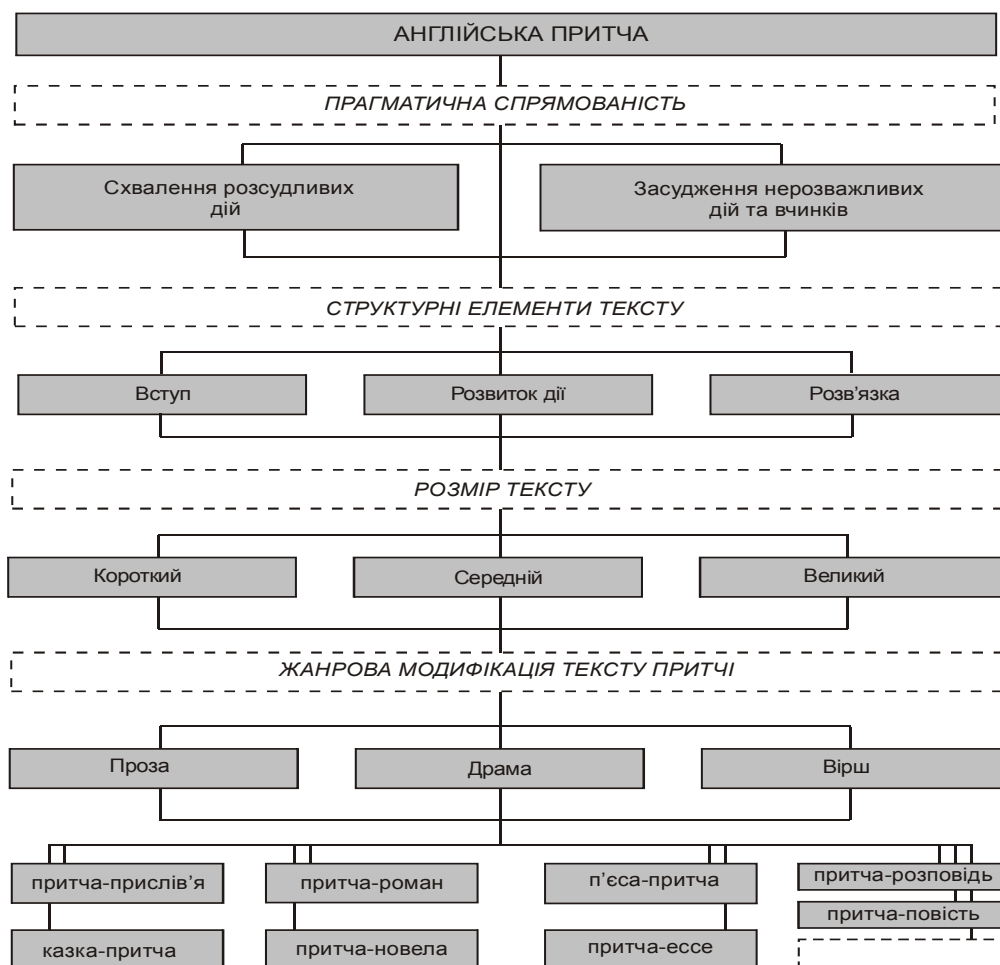 АНГЛІЙСЬКА ПРИТЧА
ПРАГМАТИЧНА СПРЯМОВАНІСТЬ
Схвалення розсудливих
дій
Засудження нерозважливих
дій та вчинків
СТРУКТУРНІ ЕЛЕМЕНТИ ТЕКСТУ
Вступ
Розвиток дії
Розв'язка
РОЗМІР ТЕКСТУ
Короткий
Середній
Великий
ЖАНРОВА МОДИФІКАЦІЯ ТЕКСТУ ПРИТЧІ
Проза
Драма
Вірш
притча-прислів’я
притча-роман
п’єса-притча
притча-розповідь
притча-повість
казка-притча
притча-новела
притча-ессе